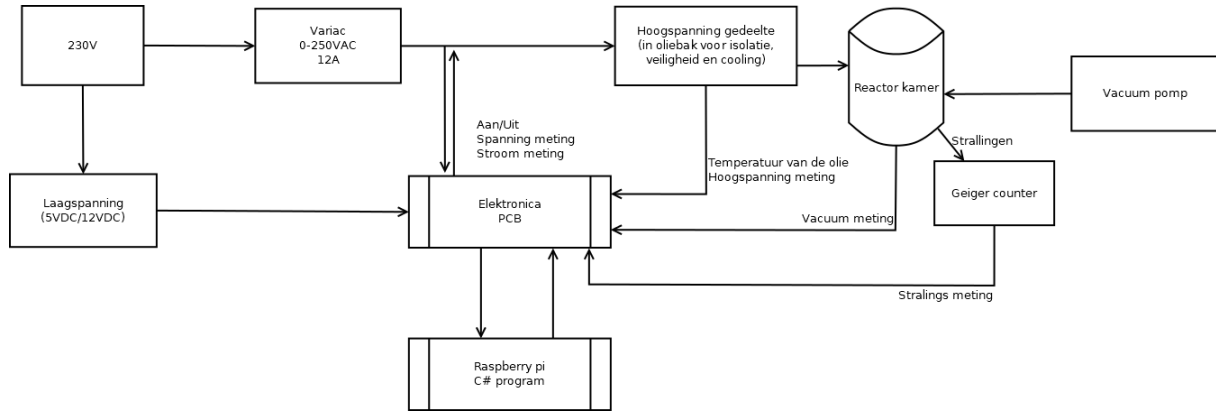 230V
Variac
0-250VAC
12A
Hoogspanning gedeelte
(in oliebak voor isolatie,
veiligheid en cooling)
Reactor kamer
Vacuum pomp
Aan/Uit
Spanning meting
Stroom meting
Strallingen
Temperatuur van de olie
Hoogspanning meting
Laagspanning
(5VDC/12VDC)
Elektronica
PCB
Geiger counter
Vacuum meting
Stralings meting
Raspberry pi
C# program